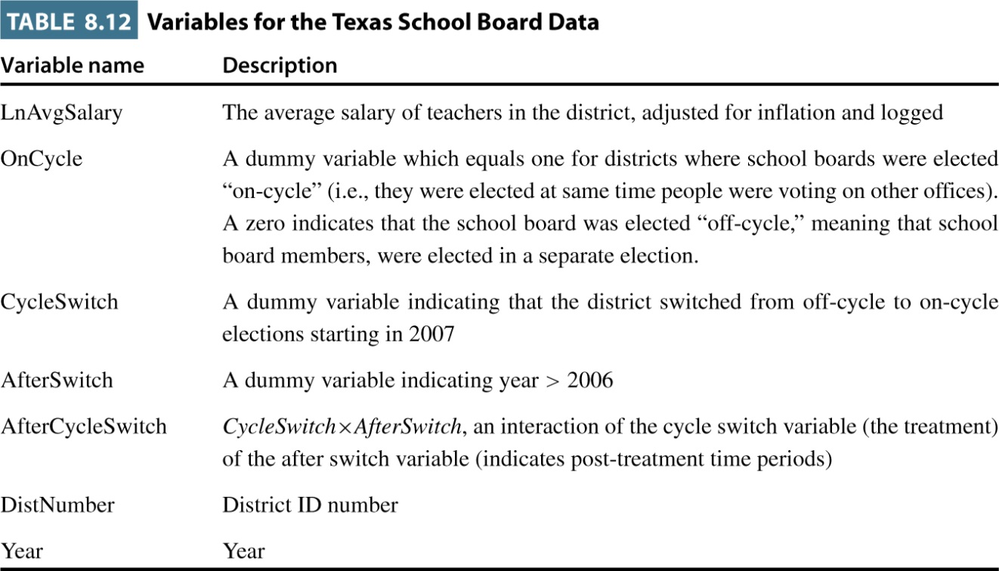 TABLE 8.12 Variables for the Texas School Board Data
Variable name Description
LnAvgSalary The average salary of teachers in the district, adjusted for inflation and logged
OnCycle A dummy variable which equals one for districts where school boards were elected
“on-cycle” (i.e., they were elected at same time people were voting on other offices).
A zero indicates that the school board was elected “off-cycle,” meaning that school
board members, were elected in a separate election.
CycleSwitch A dummy variable indicating that the district switched from off-cycle to on-cycle
elections starting in 2007
AfterSwitch A dummy variable indicating year > 2006
AfterCycleSwitch CycleSwitch×AfterSwitch, an interaction of the cycle switch variable (the treatment)
of the after switch variable (indicates post-treatment time periods)
DistNumber District ID number
Year Year